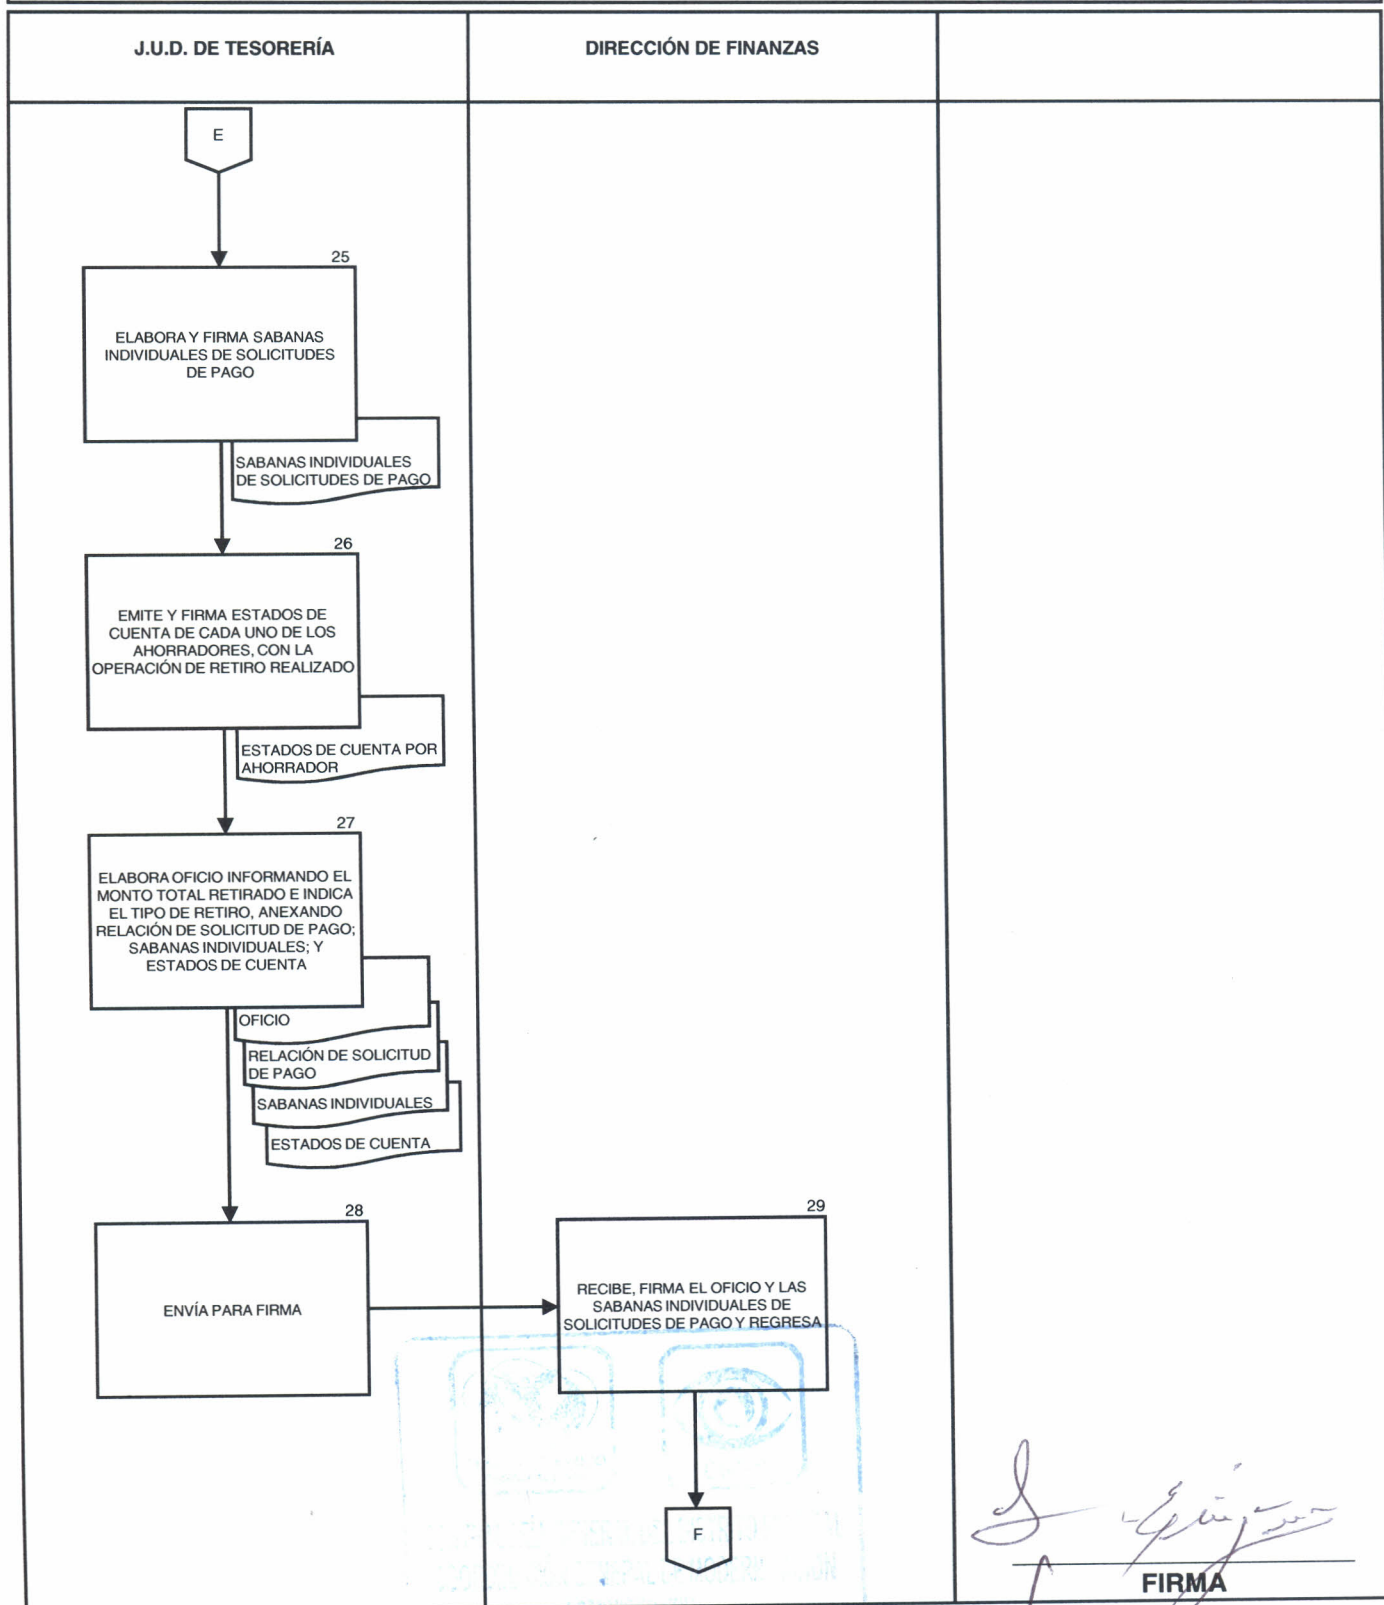 J.U.D. DE TESORERÍA
DIRECCIÓN DE FINANZAS
E
25
ELABORA Y FIRMA SABANAS
INDIVIDUALES DE SOLICITUDES
DE PAGO
SABANAS INDIVIDUALES
DE SOLICITUDES DE PAGO
26
EMITE Y FIRMA ESTADOS DE
CUENTA DE CADA UNO DE LOS
AHORRADORES, CON LA
OPERACIÓN DE RETIRO REALIZADO
ESTADOS DE CUENTA POR
AHORRADOR
27
ELABORA OFICIO INFORMANDO EL
MONTO TOTAL RETIRADO E INDICA
EL TIPO DE RETIRO, ANEXANDO
RELACIÓN DE SOLICITUD DE PAGO;
SABANAS INDIVIDUALES; Y
ESTADOS DE CUENTA
OFICIO
RELACIÓN DE SOLICITUD
DE PAGO
SABANAS INDIVIDUALES
ESTADOS DE CUENTA
28
ENVÍA PARA FIRMA
29
RECIBE, FIRMA EL OFICIO Y LAS
SABANAS INDIVIDUALES DE
SOLICITUDES DE PAGO Y REGRESA
F
FIRMA